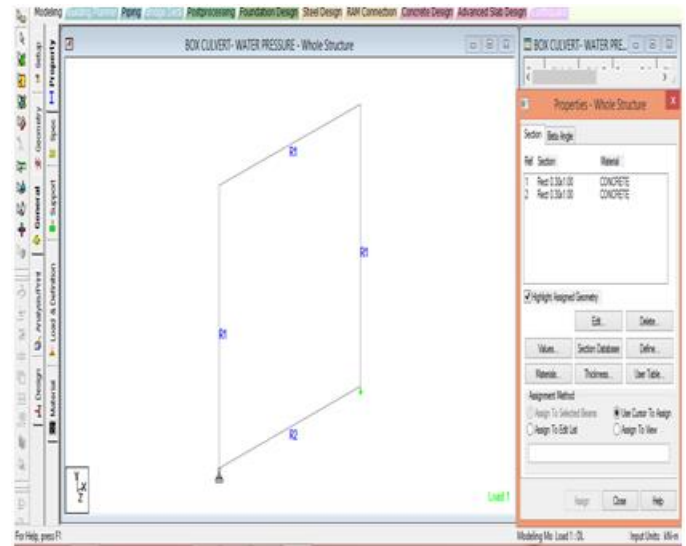 Modeling Piping Postprocessing Foundation Design Steel Design RAM Connection Concrete Design Advanced Slab Design
BOX CULVERT- WATER PRESSURE - Whole Structure
BOX CULVERT- WATER PRE...
Setup
Geometry
General
Analysis/Print
Design
Property
Spec
Support
Load & Definition
Material
R1
R1
R1
R2
Y
X
Z
Load 1
Properties - Whole Structure
Section Beta Angle
Ref Section Material
1 Rect 0.30x1.00 CONCRETE
2 Rect 0.30x1.00 CONCRETE
Highlight Assigned Geometry
Edit... Delete...
Values... Section Database Define...
Materials... Thickness... User Table...
Assignment Method
Assign To Selected Beams Use Cursor To Assign
Assign To Edit List Assign To View
Assign Close Help
For Help, press F1
Modeling Mo Load 1 : DL Input Units: kN-m